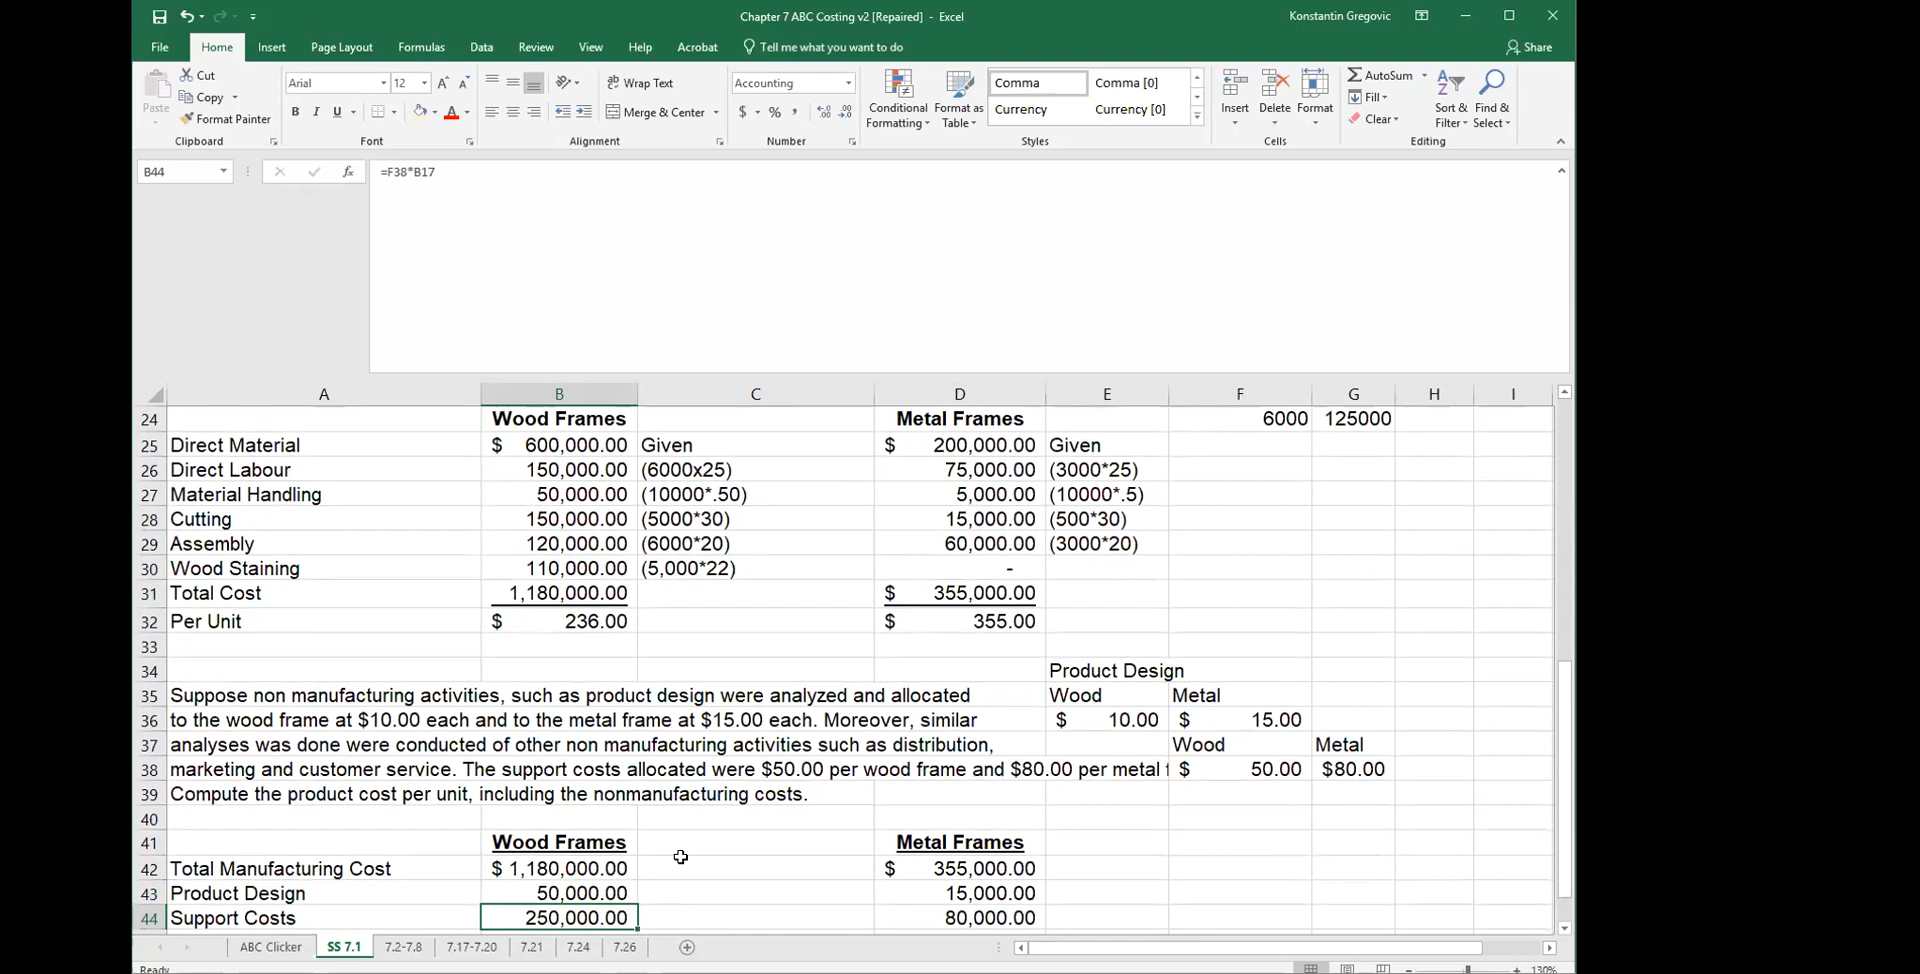 Chapter 7 ABC Costing v2 [Repaired] - Excel
Konstantin Gregovic
File Home Insert Page Layout Formulas Data Review View Help Acrobat Tell me what you want to do Share
Paste
Cut
Copy
Format Painter
Clipboard
Arial 12
B I U
Font
Wrap Text
Merge & Center
Alignment
Accounting
$ % ,
Number
Conditional Formatting
Format as Table
Comma Comma [0]
Currency Currency [0]
Styles
Insert Delete Format
Cells
AutoSum
Fill
Clear
Sort & Filter
Find & Select
Editing
B44 fx =F38*B17
A B C D E F G H I
24 Wood Frames Metal Frames 6000 125000
25 Direct Material $ 600,000.00 Given $ 200,000.00 Given
26 Direct Labour 150,000.00 (6000x25) 75,000.00 (3000*25)
27 Material Handling 50,000.00 (10000*.50) 5,000.00 (10000*.5)
28 Cutting 150,000.00 (5000*30) 15,000.00 (500*30)
29 Assembly 120,000.00 (6000*20) 60,000.00 (3000*20)
30 Wood Staining 110,000.00 (5,000*22) -
31 Total Cost 1,180,000.00 $ 355,000.00
32 Per Unit $ 236.00 $ 355.00
33
34 Product Design
35 Suppose non manufacturing activities, such as product design were analyzed and allocated Wood Metal
36 to the wood frame at $10.00 each and to the metal frame at $15.00 each. Moreover, similar $ 10.00 $ 15.00
37 analyses was done were conducted of other non manufacturing activities such as distribution, Wood Metal
38 marketing and customer service. The support costs allocated were $50.00 per wood frame and $80.00 per metal $ 50.00 $80.00
39 Compute the product cost per unit, including the nonmanufacturing costs.
40
41 Wood Frames Metal Frames
42 Total Manufacturing Cost $ 1,180,000.00 $ 355,000.00
43 Product Design 50,000.00 15,000.00
44 Support Costs 250,000.00 80,000.00
ABC Clicker SS 7.1 7.2-7.8 7.17-7.20 7.21 7.24 7.26
Ready 130%